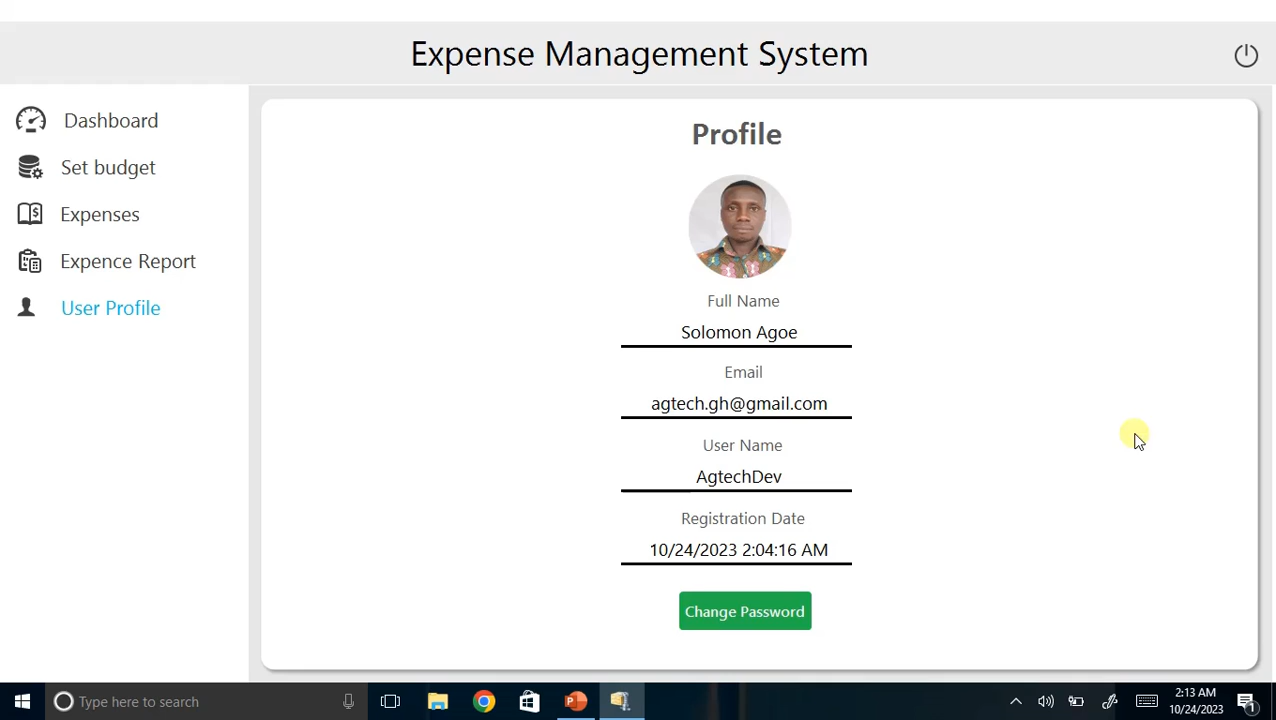 Expense Management System
Dashboard
Set budget
Expenses
Expence Report
User Profile
Profile
Full Name
Solomon Agoe
Email
agtech.gh@gmail.com
User Name
AgtechDev
Registration Date
10/24/2023 2:04:16 AM
Change Password
Type here to search
2:13 AM
10/24/2023
1